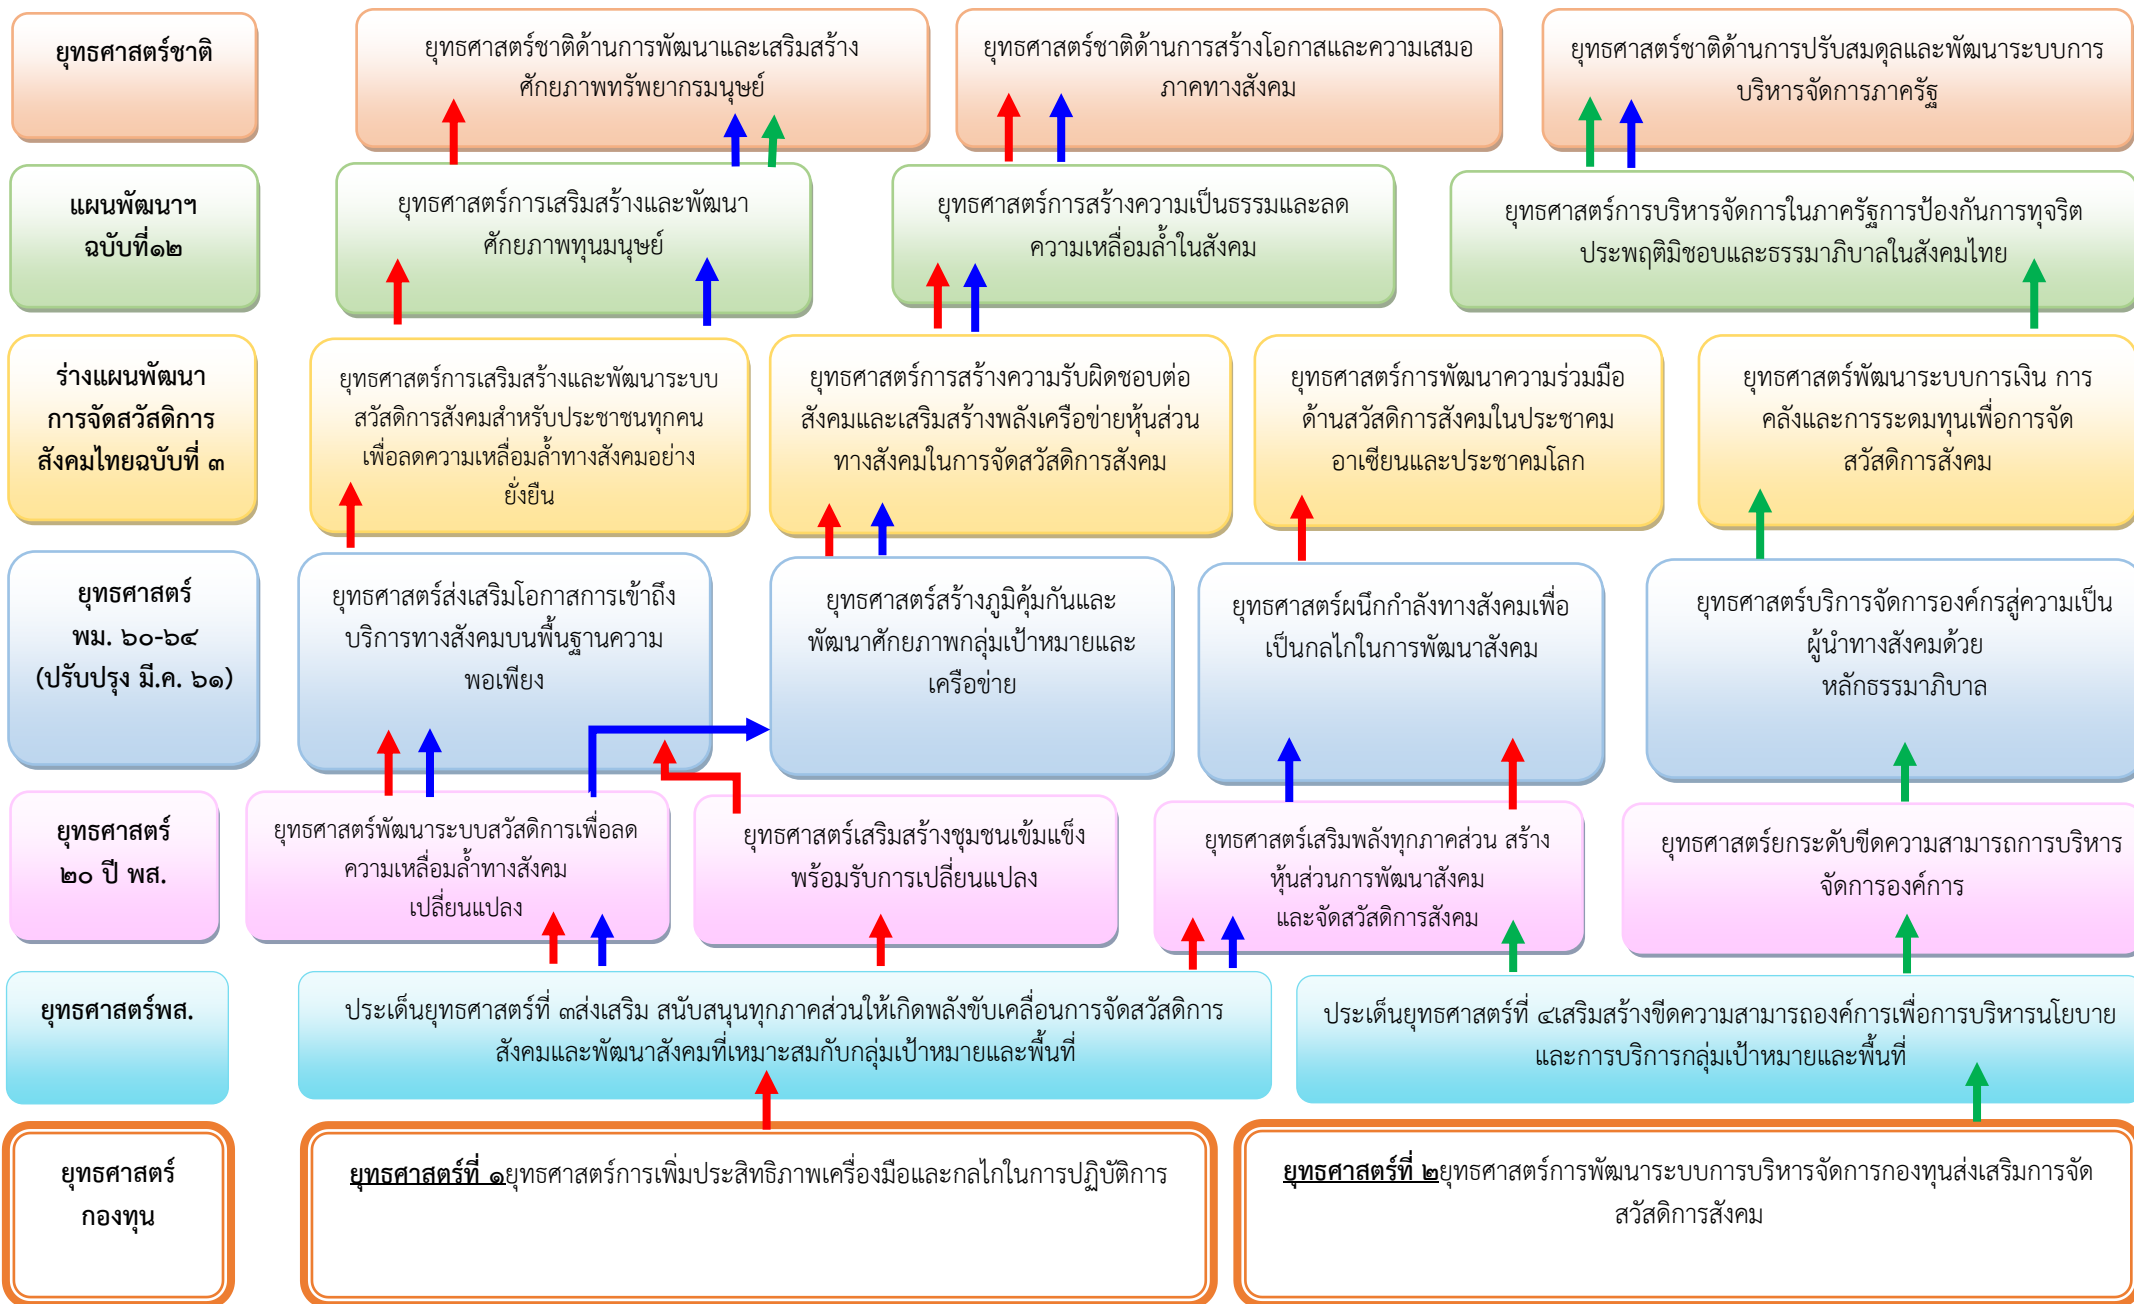 ยุทธศาสตร์ชาติ
ยุทธศาสตร์ชาติด้านการพัฒนาและเสริมสร้าง
ศักยภาพทรัพยากรมนุษย์
ยุทธศาสตร์ชาติด้านการสร้างโอกาสและความเสมอ
ภาคทางสังคม
ยุทธศาสตร์ชาติด้านการปรับสมดุลและพัฒนาระบบการ
บริหารจัดการภาครัฐ
แผนพัฒนาฯ
ฉบับที่๑๒
ยุทธศาสตร์การเสริมสร้างและพัฒนา
ศักยภาพทุนมนุษย์
ยุทธศาสตร์การสร้างความเป็นธรรมและลด
ความเหลื่อมล้ำในสังคม
ยุทธศาสตร์การบริหารจัดการในภาครัฐการป้องกันการทุจริต
ประพฤติมิชอบและธรรมาภิบาลในสังคมไทย
ร่างแผนพัฒนา
การจัดสวัสดิการ
สังคมไทยฉบับที่ ๓
ยุทธศาสตร์การเสริมสร้างและพัฒนาระบบ
สวัสดิการสังคมสำหรับประชาชนทุกคน
เพื่อลดความเหลื่อมล้ำทางสังคมอย่าง
ยั่งยืน
ยุทธศาสตร์การสร้างความรับผิดชอบต่อ
สังคมและเสริมสร้างพลังเครือข่ายหุ้นส่วน
ทางสังคมในการจัดสวัสดิการสังคม
ยุทธศาสตร์การพัฒนาความร่วมมือ
ด้านสวัสดิการสังคมในประชาคม
อาเซียนและประชาคมโลก
ยุทธศาสตร์พัฒนาระบบการเงิน การ
คลังและการระดมทุนเพื่อการจัด
สวัสดิการสังคม
ยุทธศาสตร์
พม. ๖๐-๖๔
(ปรับปรุง มี.ค. ๖๑)
ยุทธศาสตร์ส่งเสริมโอกาสการเข้าถึง
บริการทางสังคมบนพื้นฐานความ
พอเพียง
ยุทธศาสตร์สร้างภูมิคุ้มกันและ
พัฒนาศักยภาพกลุ่มเป้าหมายและ
เครือข่าย
ยุทธศาสตร์ผนึกกำลังทางสังคมเพื่อ
เป็นกลไกในการพัฒนาสังคม
ยุทธศาสตร์บริการจัดการองค์กรสู่ความเป็น
ผู้นำทางสังคมด้วย
หลักธรรมาภิบาล
ยุทธศาสตร์
๒๐ ปี พส.
ยุทธศาสตร์พัฒนาระบบสวัสดิการเพื่อลด
ความเหลื่อมล้ำทางสังคม
เปลี่ยนแปลง
ยุทธศาสตร์เสริมสร้างชุมชนเข้มแข็ง
พร้อมรับการเปลี่ยนแปลง
ยุทธศาสตร์เสริมพลังทุกภาคส่วน สร้าง
หุ้นส่วนการพัฒนาสังคม
และจัดสวัสดิการสังคม
ยุทธศาสตร์ยกระดับขีดความสามารถการบริหาร
จัดการองค์การ
ยุทธศาสตร์พส.
ประเด็นยุทธศาสตร์ที่ ๓ส่งเสริม สนับสนุนทุกภาคส่วนให้เกิดพลังขับเคลื่อนการจัดสวัสดิการ
สังคมและพัฒนาสังคมที่เหมาะสมกับกลุ่มเป้าหมายและพื้นที่
ประเด็นยุทธศาสตร์ที่ ๔เสริมสร้างขีดความสามารถองค์การเพื่อการบริหารนโยบาย
และการบริการกลุ่มเป้าหมายและพื้นที่
ยุทธศาสตร์
กองทุน
ยุทธศาสตร์ที่ ๑ยุทธศาสตร์การเพิ่มประสิทธิภาพเครื่องมือและกลไกในการปฏิบัติการ
ยุทธศาสตร์ที่ ๒ยุทธศาสตร์การพัฒนาระบบการบริหารจัดการกองทุนส่งเสริมการจัด
สวัสดิการสังคม